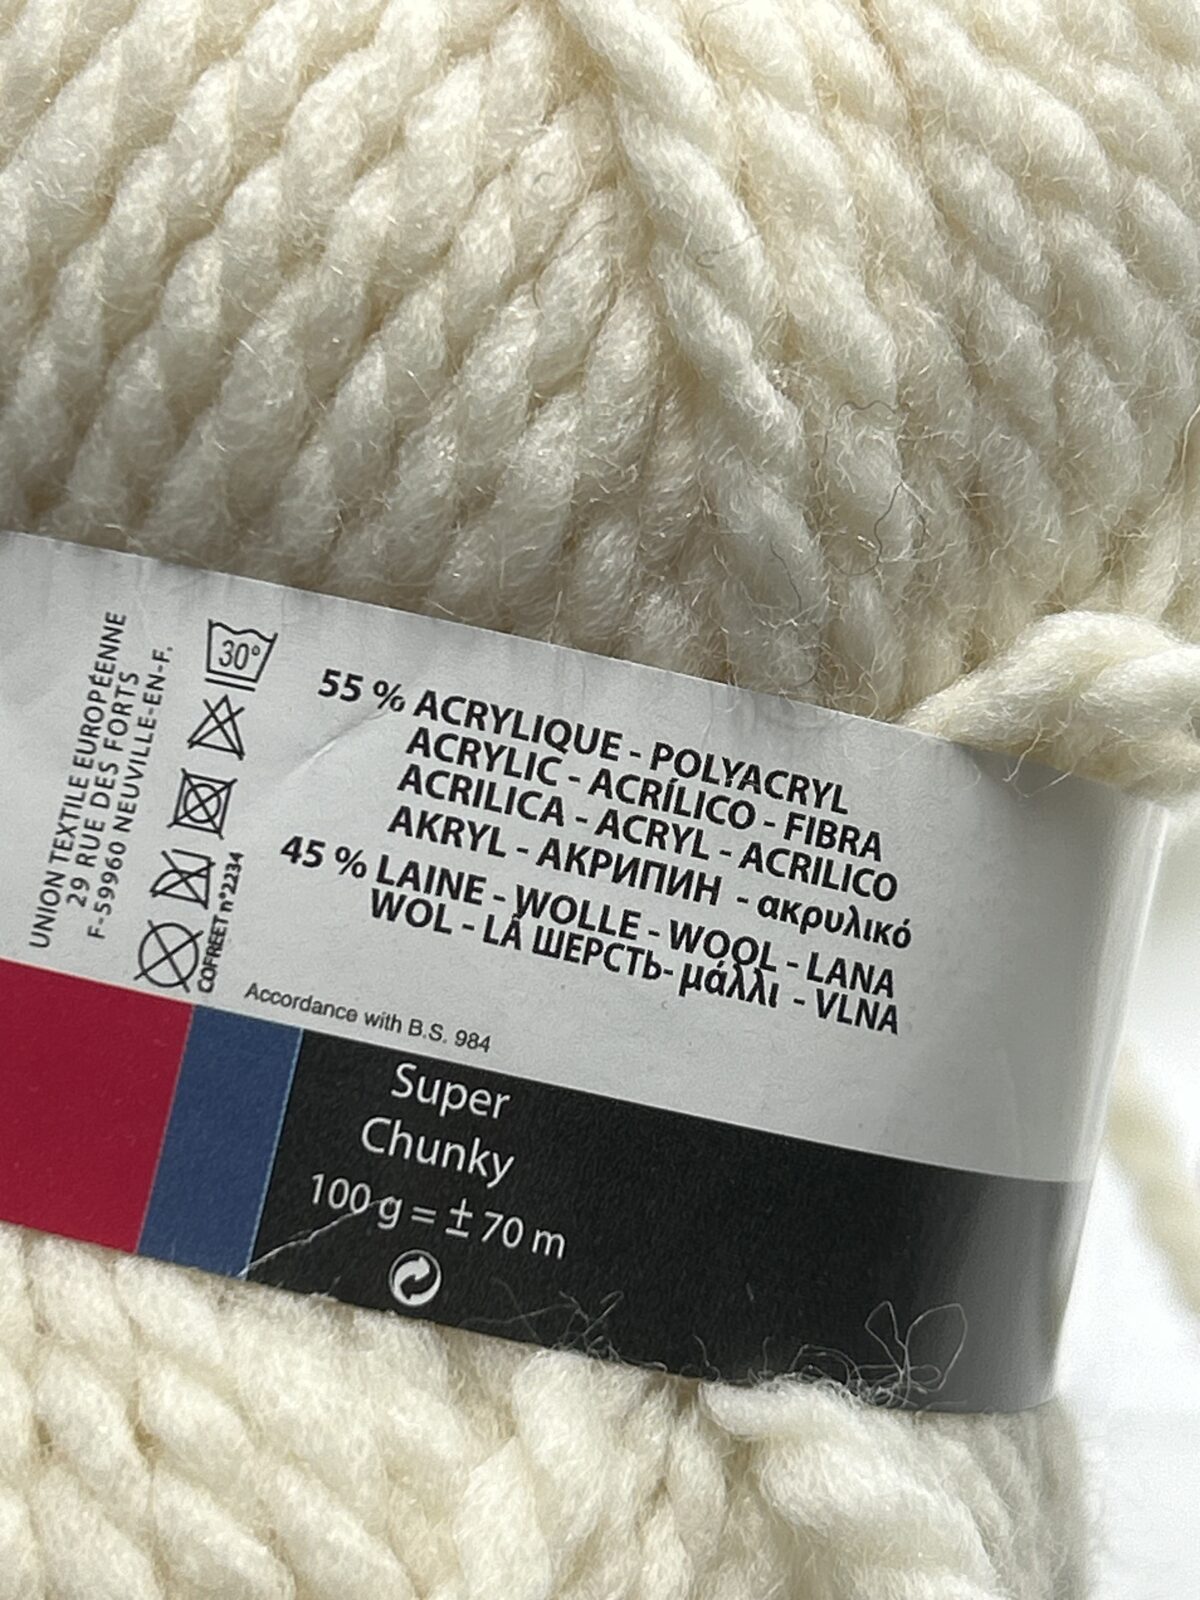 UNION TEXTILE EUROPÉENNE
29 RUE DES FORTS
F-59960 NEUVILLE-EN-F.
30°
COFREET n°2234
55 % ACRYLIQUE - POLYACRYL
ACRYLIC - ACRÍLICO - FIBRA
ACRILICA - ACRYL - ACRILICO
AKRYL - АКРИПИН - ακρυλικό
45 % LAINE - WOLLE - WOOL - LANA
WOL - LÃ ШЕРСТЬ- μάλλι - VLNA
Accordance with B.S. 984
Super
Chunky
100 g = ± 70 m